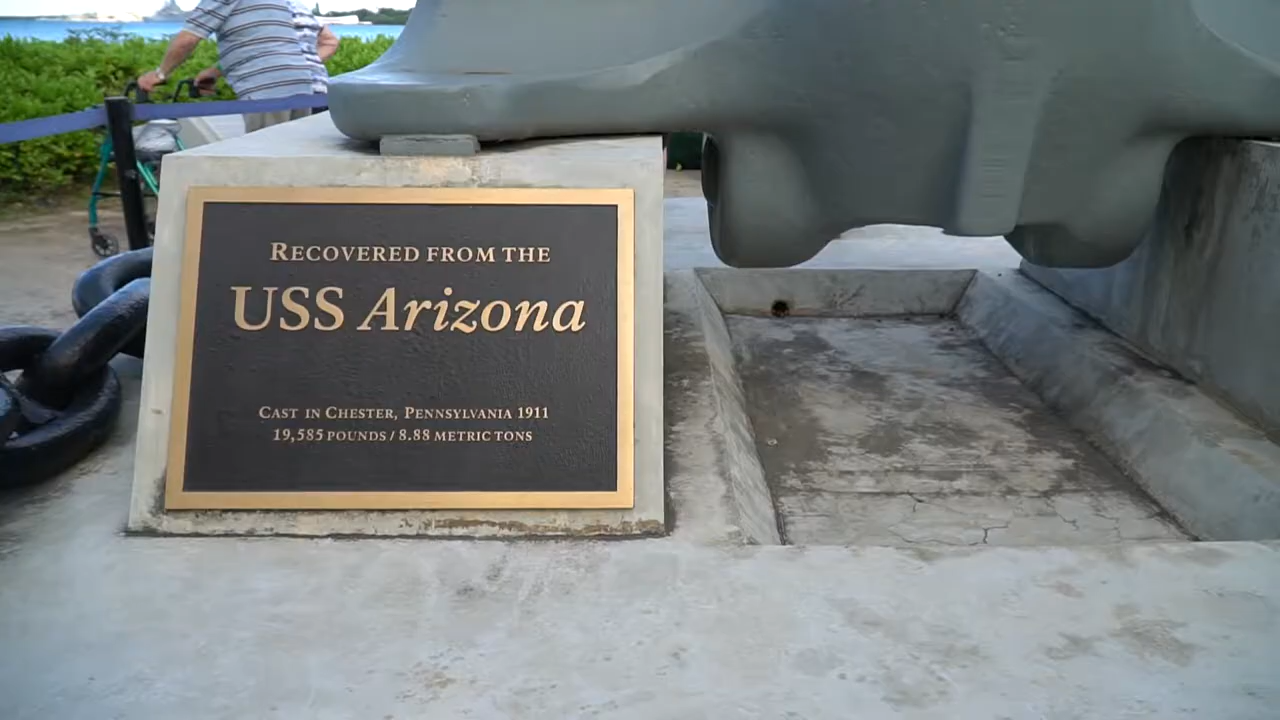 RECOVERED FROM THE
USS Arizona
CAST IN CHESTER, PENNSYLVANIA 1911
19,585 POUNDS / 8.88 METRIC TONS